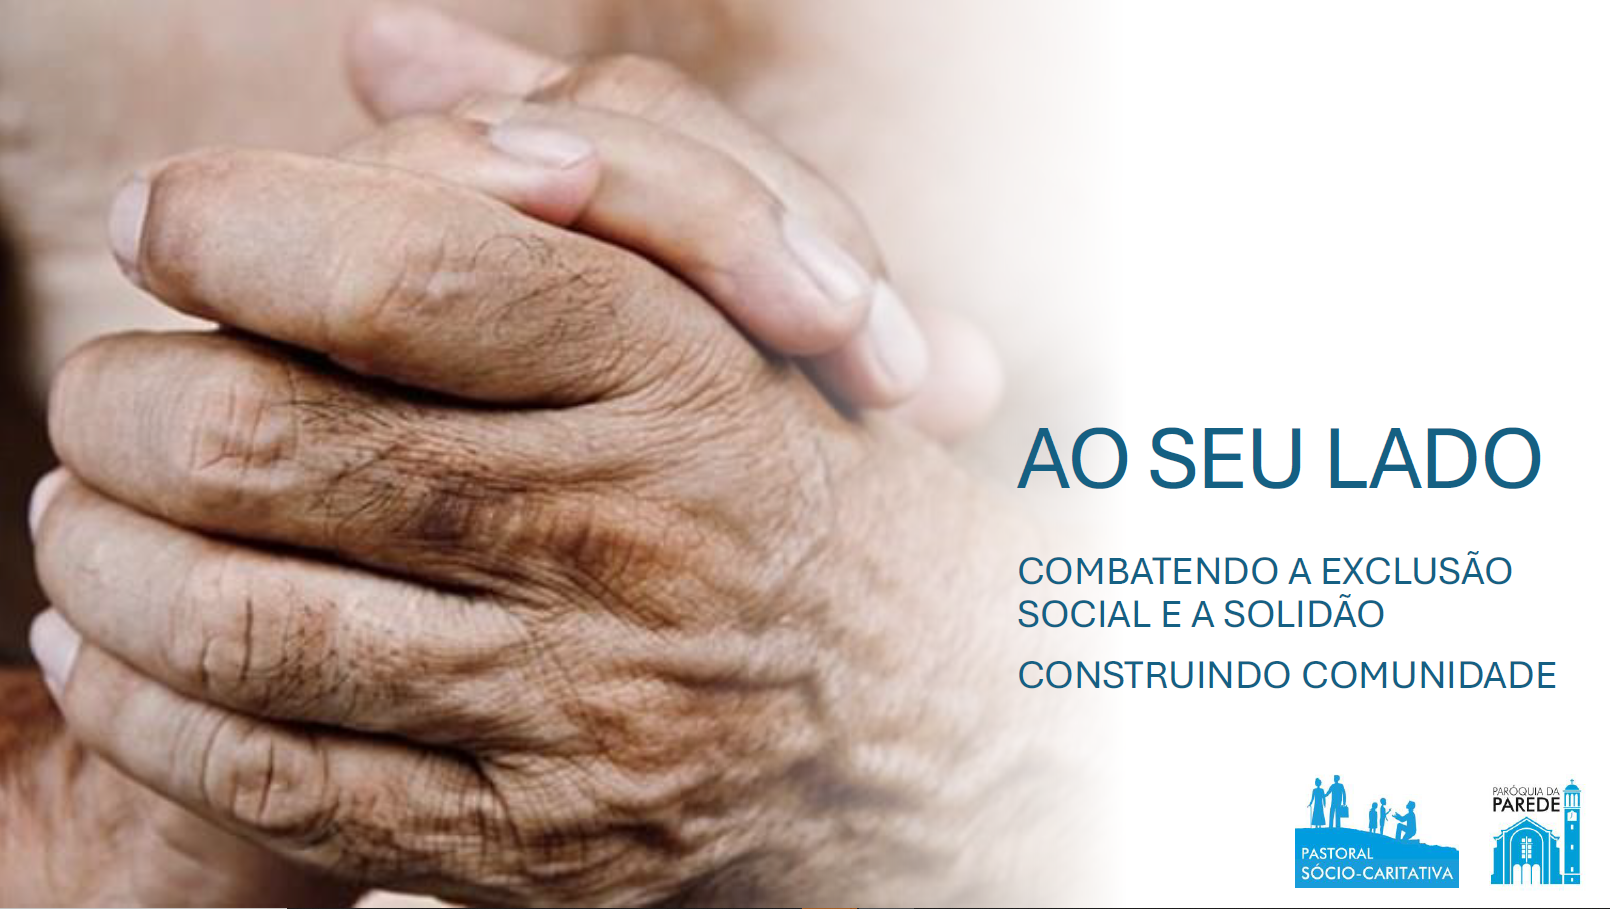 AO SEU LADO
COMBATENDO A EXCLUSÃO
SOCIAL E A SOLIDÃO
CONSTRUINDO COMUNIDADE
PASTORAL
SÓCIO-CARITATIVA
PARÓQUIA DA
PAREDE